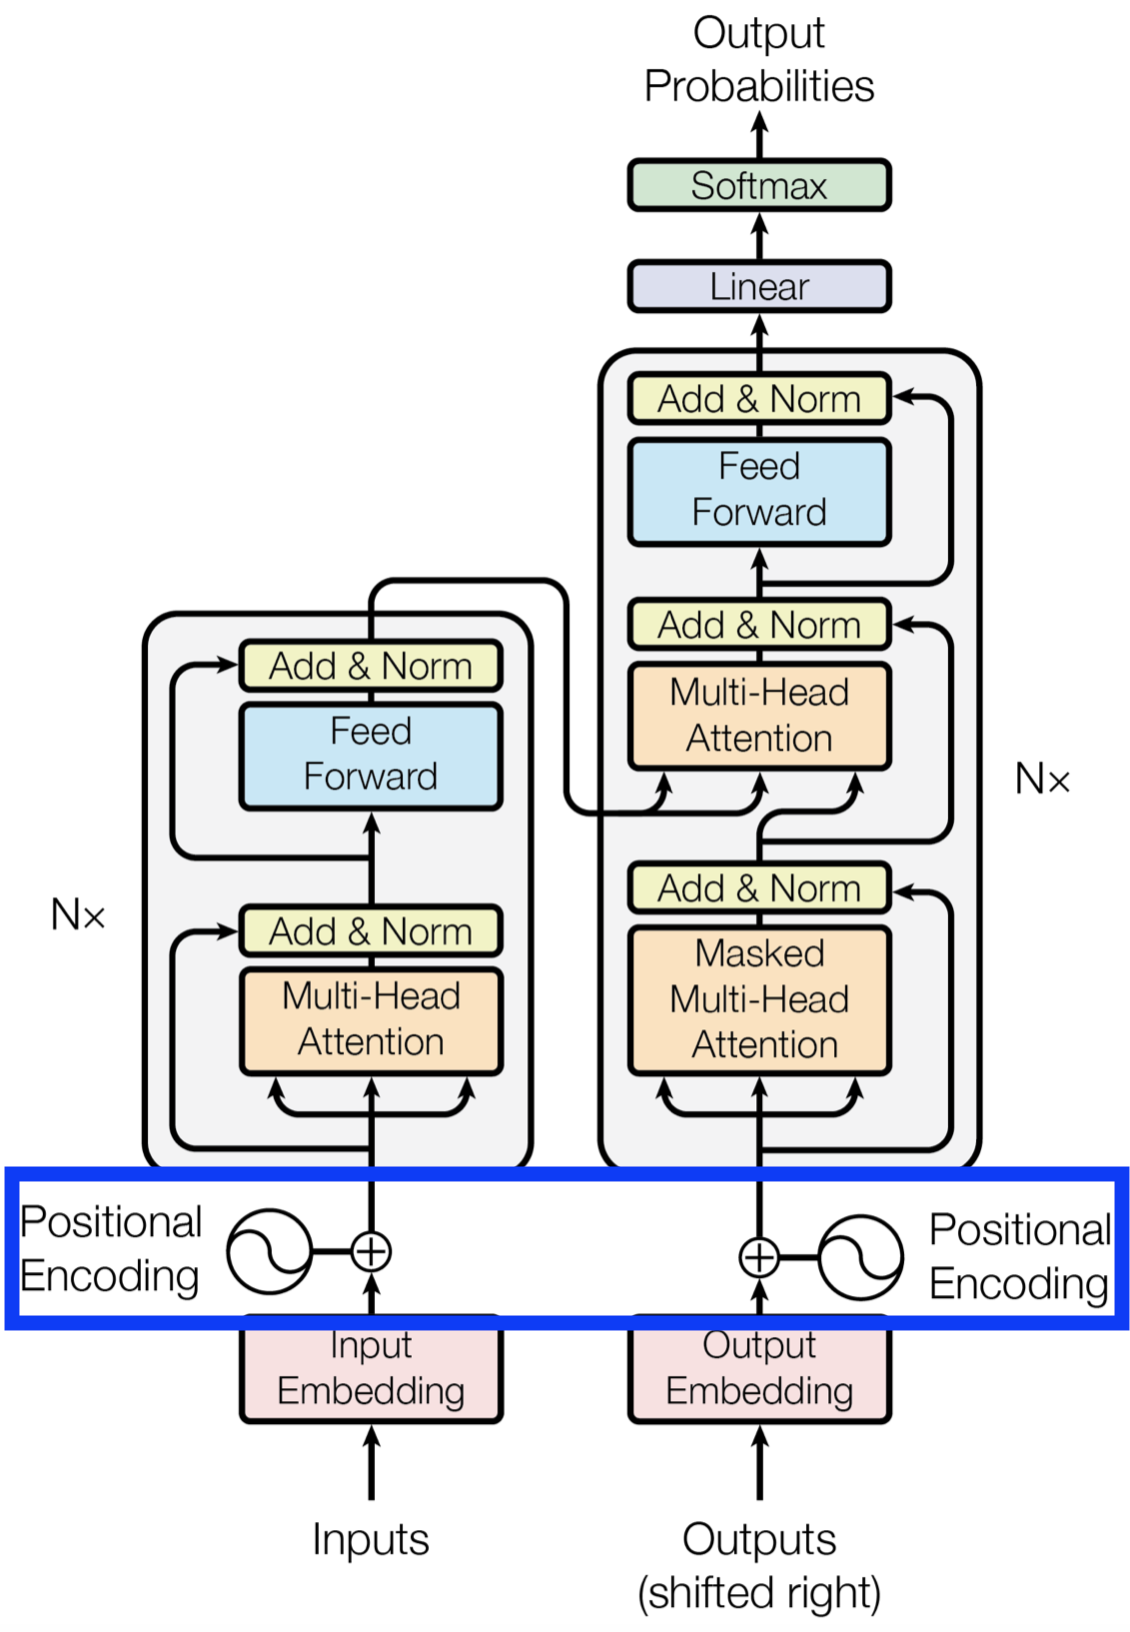 Output
Probabilities
Softmax
Linear
Add & Norm
Feed
Forward
Add & Norm
Multi-Head
Attention
Nx
Add & Norm
Masked
Multi-Head
Attention
Add & Norm
Feed
Forward
Nx
Add & Norm
Multi-Head
Attention
Positional
Encoding
Positional
Encoding
Input
Embedding
Output
Embedding
Inputs
Outputs
(shifted right)